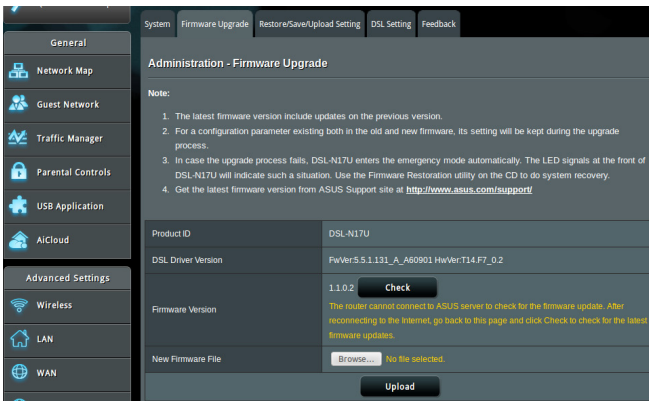 System Firmware Upgrade Restore/Save/Upload Setting DSL Setting Feedback
General
Network Map
Guest Network
Traffic Manager
Parental Controls
USB Application
AiCloud
Advanced Settings
Wireless
LAN
WAN
Administration - Firmware Upgrade
Note:
1. The latest firmware version include updates on the previous version.
2. For a configuration parameter existing both in the old and new firmware, its setting will be kept during the upgrade
process.
3. In case the upgrade process fails, DSL-N17U enters the emergency mode automatically. The LED signals at the front of
DSL-N17U will indicate such a situation. Use the Firmware Restoration utility on the CD to do system recovery.
4. Get the latest firmware version from ASUS Support site at http://www.asus.com/support/
Product ID DSL-N17U
DSL Driver Version FwVer:5.5.1.131_A_A60901 HwVer:T14.F7_0.2
Firmware Version 1.1.0.2 Check
The router cannot connect to ASUS server to check for the firmware update. After
reconnecting to the Internet, go back to this page and click Check to check for the latest
firmware updates.
New Firmware File Browse... No file selected.
Upload